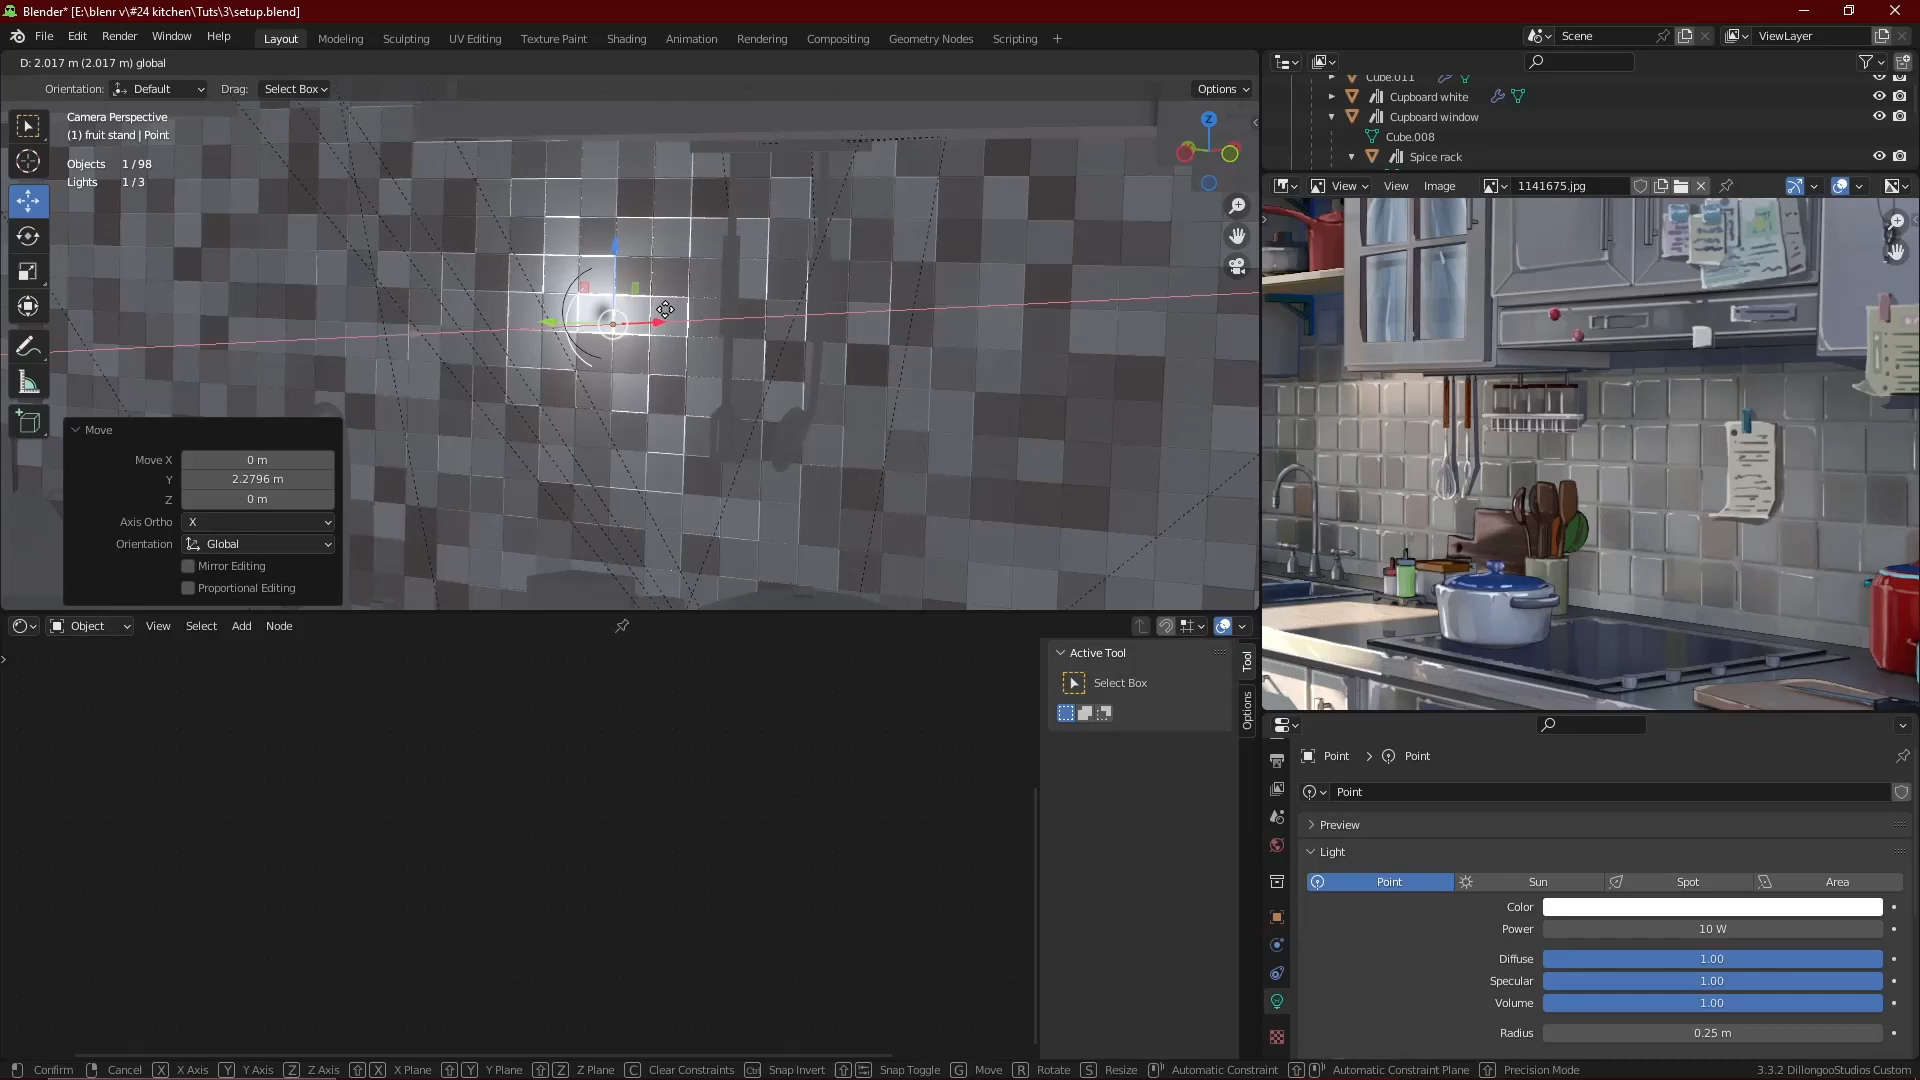 Blender* [E:\blenr v\#24 kitchen\Tuts\3\setup.blend]
File Edit Render Window Help Layout Modeling Sculpting UV Editing Texture Paint Shading Animation Rendering Compositing Geometry Nodes Scripting + Scene ViewLayer
D: 2.017 m (2.017 m) global
Orientation: Default Drag: Select Box Options
Camera Perspective
(1) fruit stand | Point
Objects 1 / 98
Lights 1 / 3
Z
Move
Move X 0 m
Y 2.2796 m
Z 0 m
Axis Ortho X
Orientation Global
Mirror Editing
Proportional Editing
Cube.011
Cupboard white
Cupboard window
Cube.008
Spice rack
View View Image 1141675.jpg
Object View Select Add Node
Active Tool
Select Box
Tool
Options
Point > Point
Point
Preview
Light
Point Sun Spot Area
Color
Power 10 W
Diffuse 1.00
Specular 1.00
Volume 1.00
Radius 0.25 m
Confirm Cancel X X Axis Y Y Axis Z Z Axis X X Plane Y Y Plane Z Z Plane C Clear Constraints Ctrl Snap Invert Snap Toggle G Move R Rotate S Resize Automatic Constraint Automatic Constraint Plane Precision Mode 3.3.2 DillongooStudios Custom